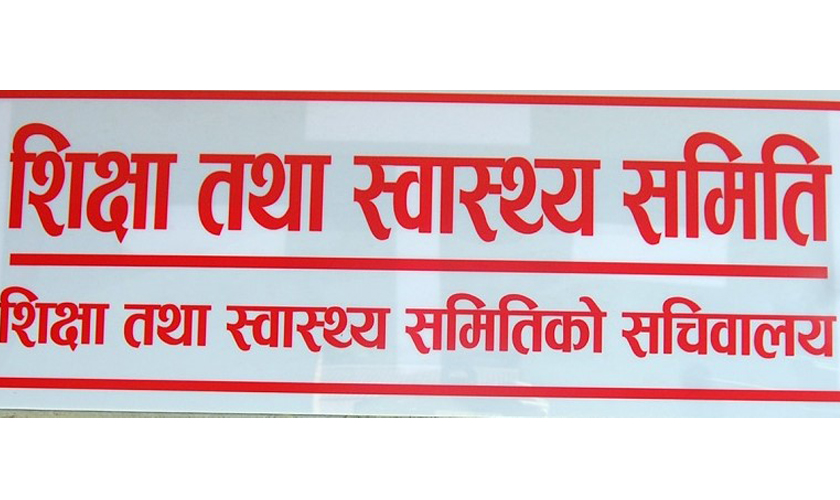 शिक्षा तथा स्वास्थ्य समिति
शिक्षा तथा स्वास्थ्य समितिको सचिवालय